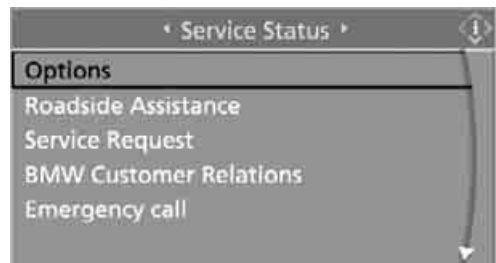 Service Status
Options
Roadside Assistance
Service Request
BMW Customer Relations
Emergency call